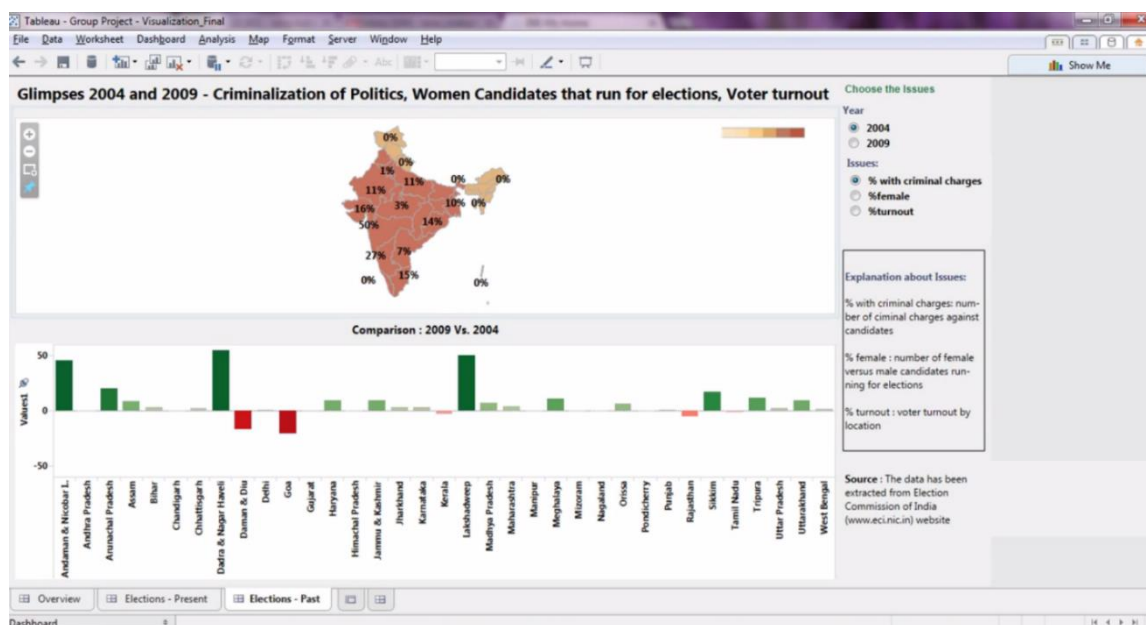 Tableau - Group Project - Visualization_Final
File Data Worksheet Dashboard Analysis Map Format Server Window Help
Abc
Show Me
Glimpses 2004 and 2009 - Criminalization of Politics, Women Candidates that run for elections, Voter turnout
0%
0%
1%
11%
0%
0%
11%
16%
3%
10%
0%
50%
14%
27%
7%
0%
15%
0%
Choose the Issues
Year
2004
2009
Issues:
% with criminal charges
%female
%turnout
Explanation about Issues:
% with criminal charges: num-
ber of ciminal charges against
candidates
% female : number of female
versus male candidates run-
ning for elections
% turnout : voter turnout by
location
Source : The data has been
extracted from Election
Commission of India
(www.eci.nic.in) website
Comparison : 2009 Vs. 2004
Values1
50
0
-50
Andaman & Nicobar I.
Andhra Pradesh
Arunachal Pradesh
Assam
Bihar
Chandigarh
Chhattisgarh
Dadra & Nagar Haveli
Daman & Diu
Delhi
Goa
Gujarat
Haryana
Himachal Pradesh
Jammu & Kashmir
Jharkhand
Karnataka
Kerala
Lakshadweep
Madhya Pradesh
Maharashtra
Manipur
Meghalaya
Mizoram
Nagaland
Orissa
Pondicherry
Punjab
Rajasthan
Sikkim
Tamil Nadu
Tripura
Uttar Pradesh
Uttarakhand
West Bengal
Overview
Elections - Present
Elections - Past
Dashboard